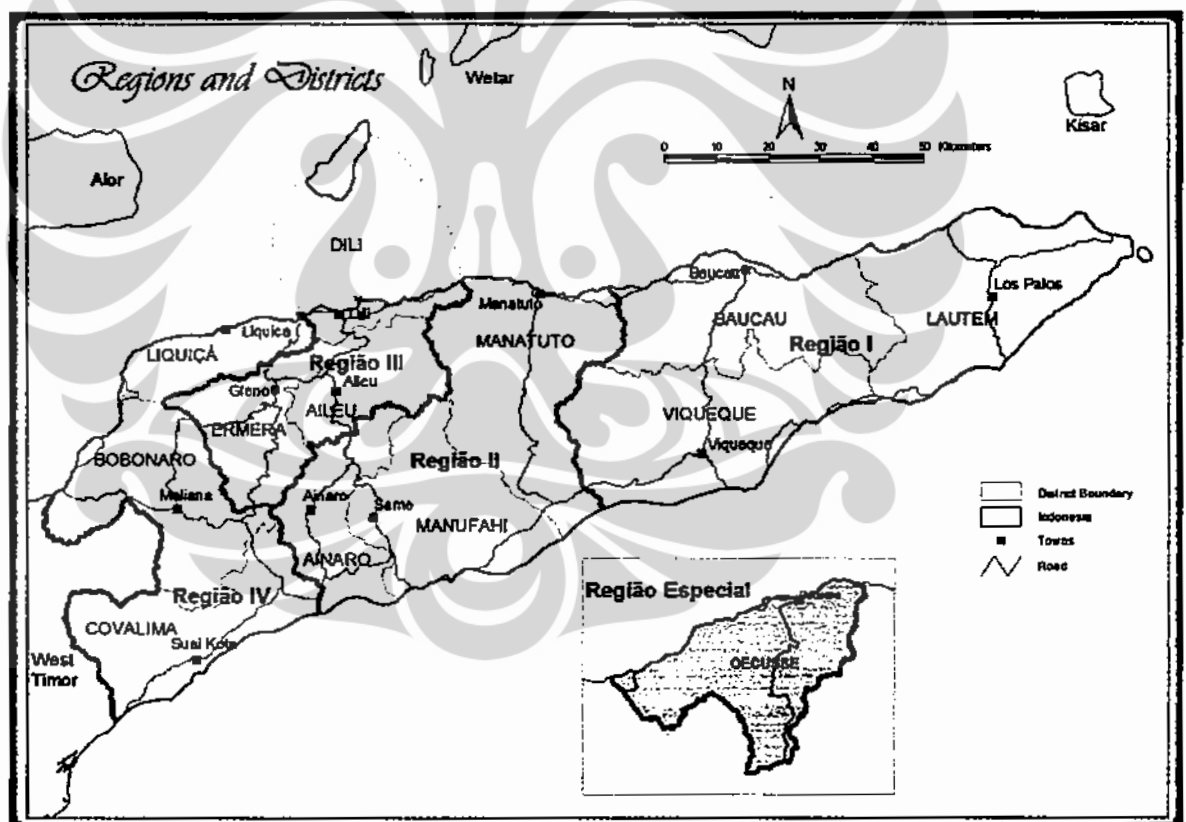 Regions and Districts
Wetar
N
Kisar
0 10 20 30 40 50 Kilometers
Alor
DILI
Baucau
Manatuto
Los Palos
Dili
BAUCAU
LAUTEM
Liquica
MANATUTO
Região I
LIQUIÇÁ
Região III
Aileu
Gleno
AILEU
VIQUEQUE
ERMERA
Viqueque
BOBONARO
Região II
Maliana
Ainaro
Same
MANUFAHI
District Boundary
Indonesia
Towns
Road
AINARO
Região IV
Região Especial
COVALIMA
Suai Kota
OECUSSE
West
Timor